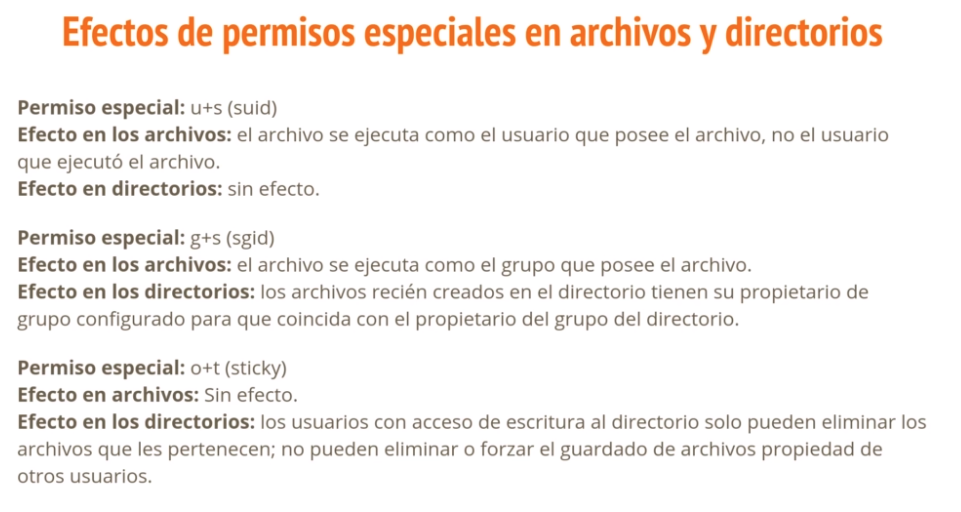 Efectos de permisos especiales en archivos y directorios
Permiso especial: u+s (suid)
Efecto en los archivos: el archivo se ejecuta como el usuario que posee el archivo, no el usuario
que ejecutó el archivo.
Efecto en directorios: sin efecto.
Permiso especial: g+s (sgid)
Efecto en los archivos: el archivo se ejecuta como el grupo que posee el archivo.
Efecto en los directorios: los archivos recién creados en el directorio tienen su propietario de
grupo configurado para que coincida con el propietario del grupo del directorio.
Permiso especial: o+t (sticky)
Efecto en archivos: Sin efecto.
Efecto en los directorios: los usuarios con acceso de escritura al directorio solo pueden eliminar los
archivos que les pertenecen; no pueden eliminar o forzar el guardado de archivos propiedad de
otros usuarios.